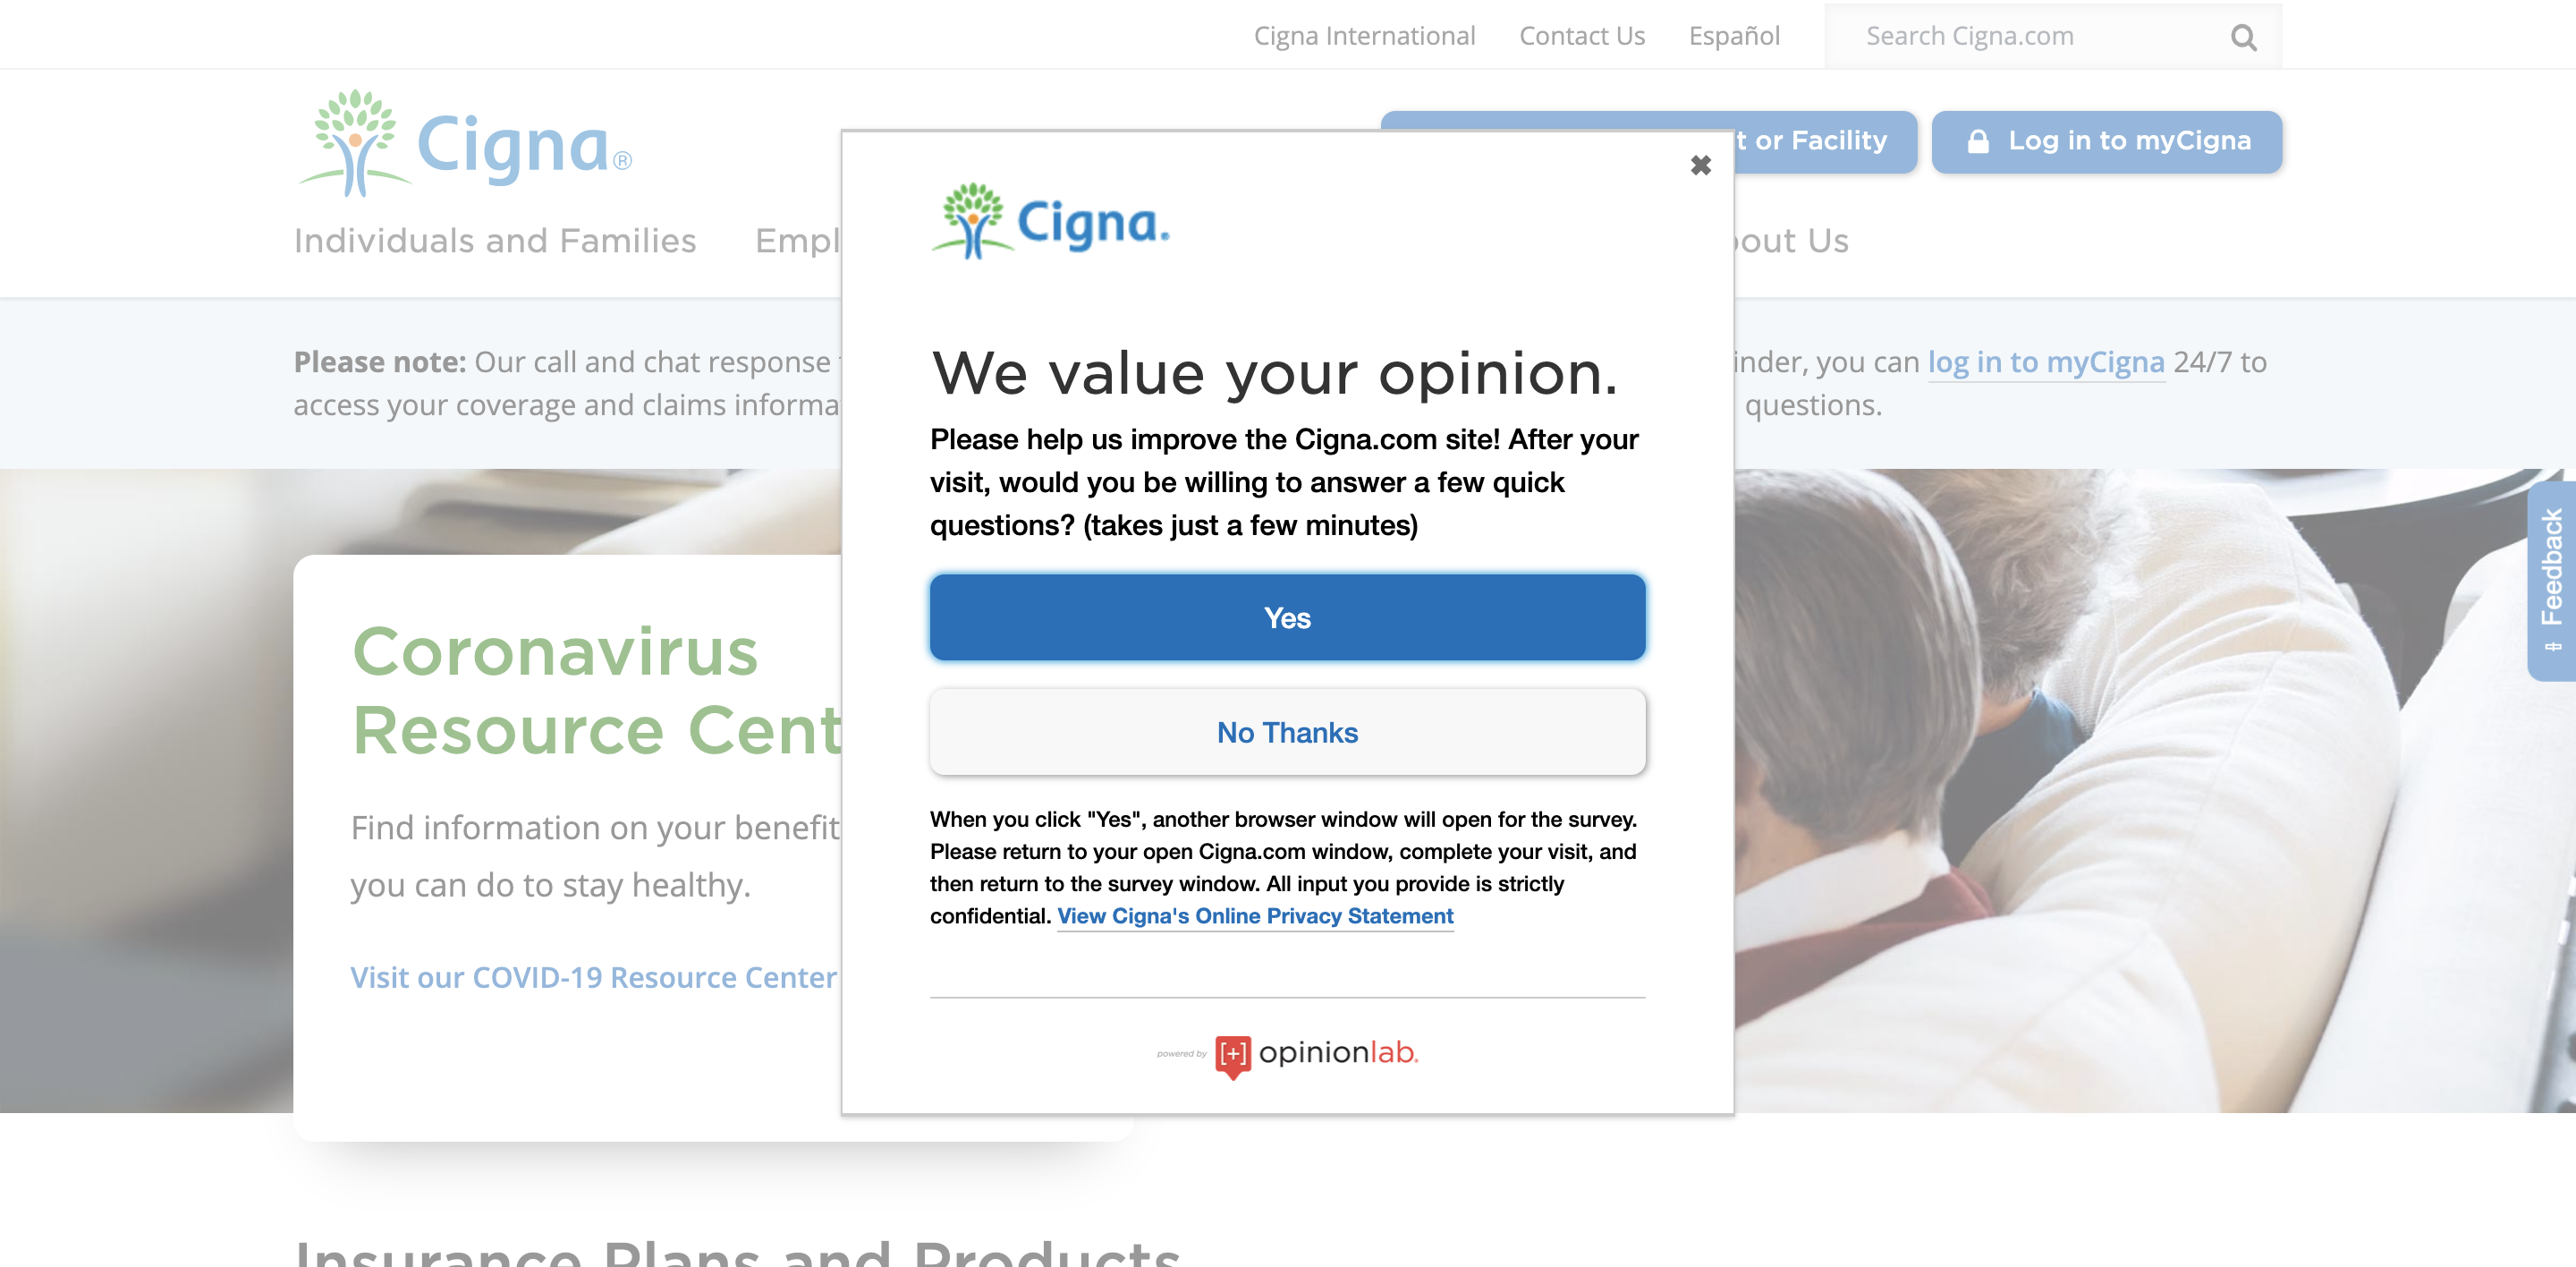 Cigna International Contact Us Español Search Cigna.com
Cigna®
t or Facility Log in to myCigna
Individuals and Families Empl
out Us
Please note: Our call and chat response
inder, you can log in to myCigna 24/7 to
access your coverage and claims informa
questions.
Cigna.
We value your opinion.
Please help us improve the Cigna.com site! After your
visit, would you be willing to answer a few quick
questions? (takes just a few minutes)
Yes
No Thanks
When you click "Yes", another browser window will open for the survey.
Please return to your open Cigna.com window, complete your visit, and
then return to the survey window. All input you provide is strictly
confidential. View Cigna's Online Privacy Statement
powered by [+] opinionlab.
Coronavirus
Resource Cent
Find information on your benefit
you can do to stay healthy.
Visit our COVID-19 Resource Center
Feedback
Insurance Plans and Products